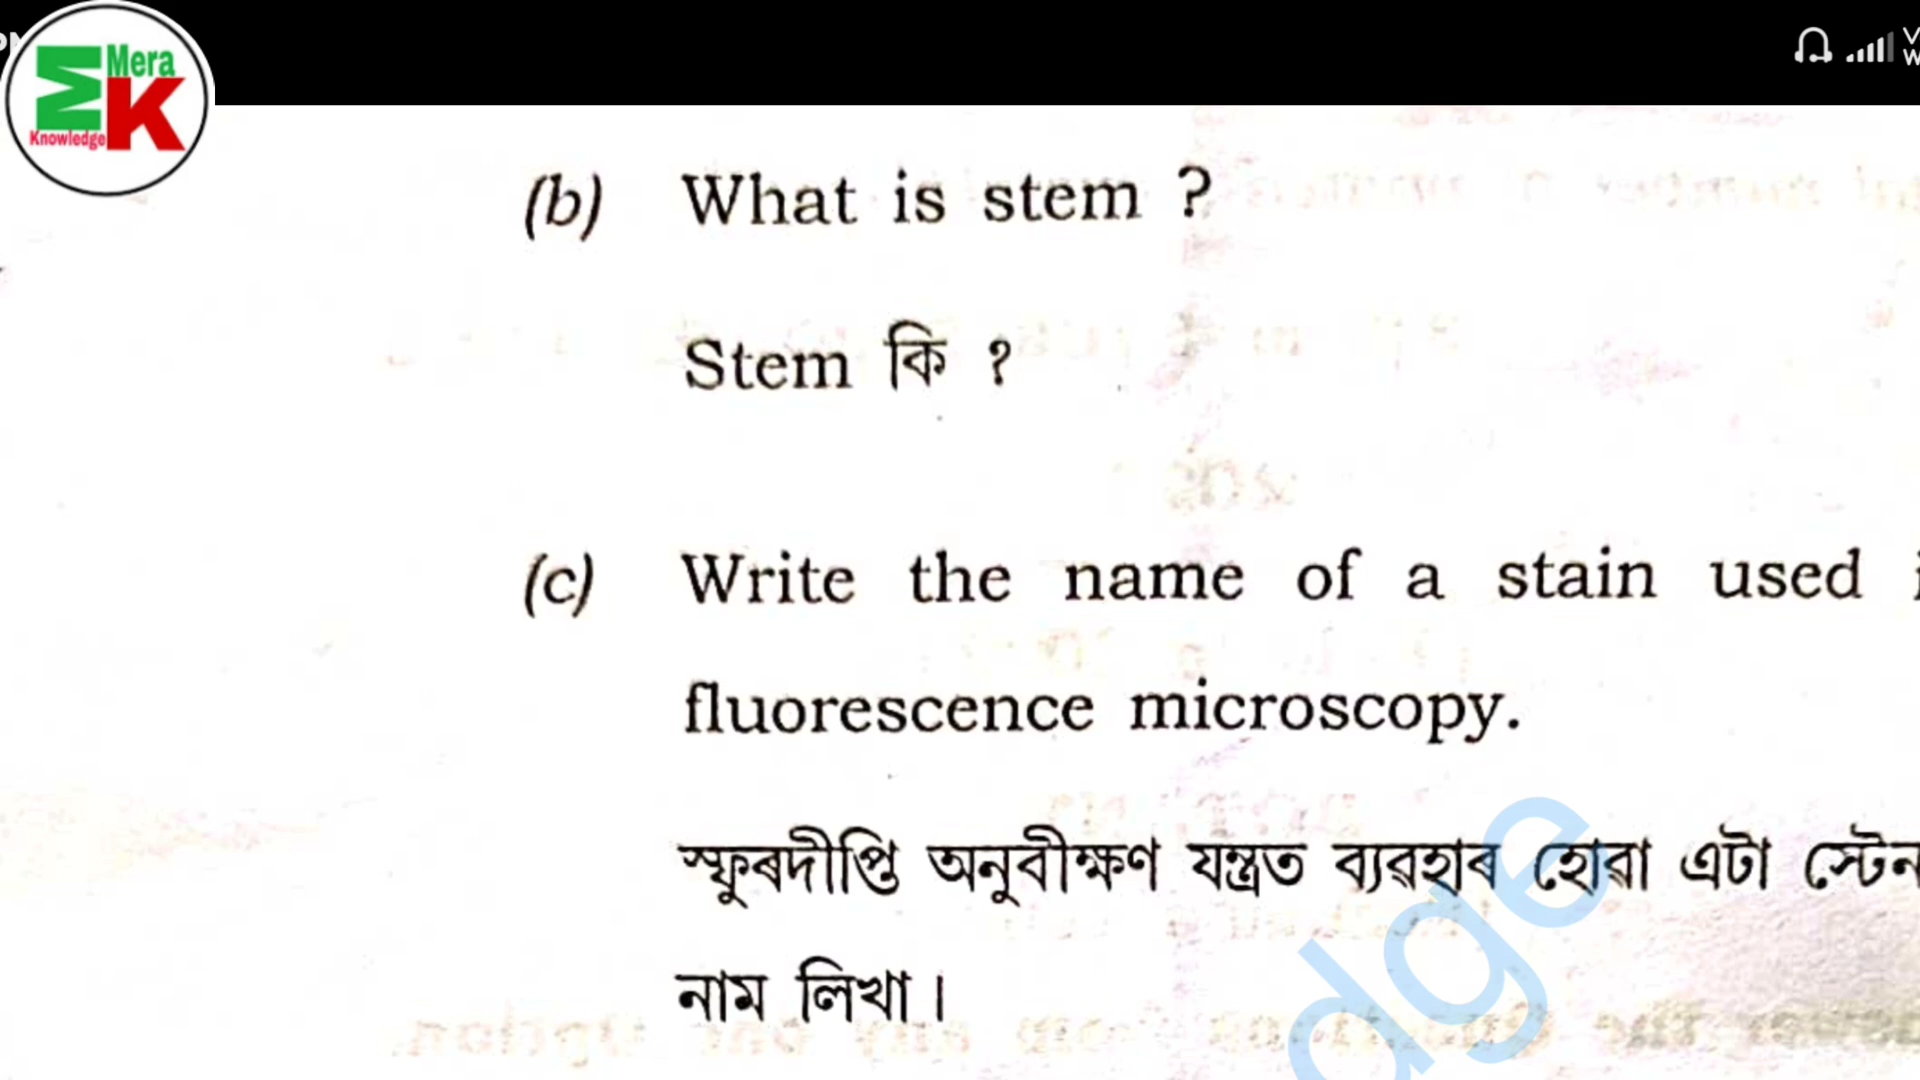 Mera
Knowledge
(b) What is stem ?
Stem কি ?
(c) Write the name of a stain used
fluorescence microscopy.
স্ফুৰদীপ্তি অনুবীক্ষণ যন্ত্ৰত ব্যৱহাৰ হোৱা এটা স্টেন
নাম লিখা।
dge